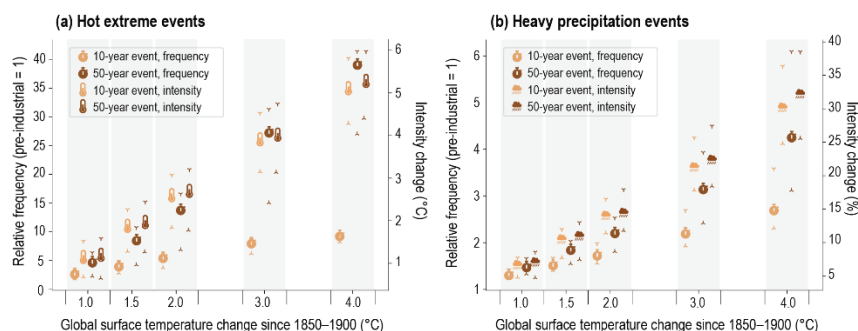 (a) Hot extreme events
10-year event, frequency
50-year event, frequency
10-year event, intensity
50-year event, intensity
Relative frequency (pre-industrial = 1)
40
35
30
25
20
15
10
5
0
6
5
4
3
2
1
Intensity change (°C)
1.0 1.5 2.0 3.0 4.0
Global surface temperature change since 1850–1900 (°C)
(b) Heavy precipitation events
10-year event, frequency
50-year event, frequency
10-year event, intensity
50-year event, intensity
Relative frequency (pre-industrial = 1)
6
5
4
3
2
1
40
35
30
25
20
15
10
5
Intensity change (%)
1.0 1.5 2.0 3.0 4.0
Global surface temperature change since 1850–1900 (°C)